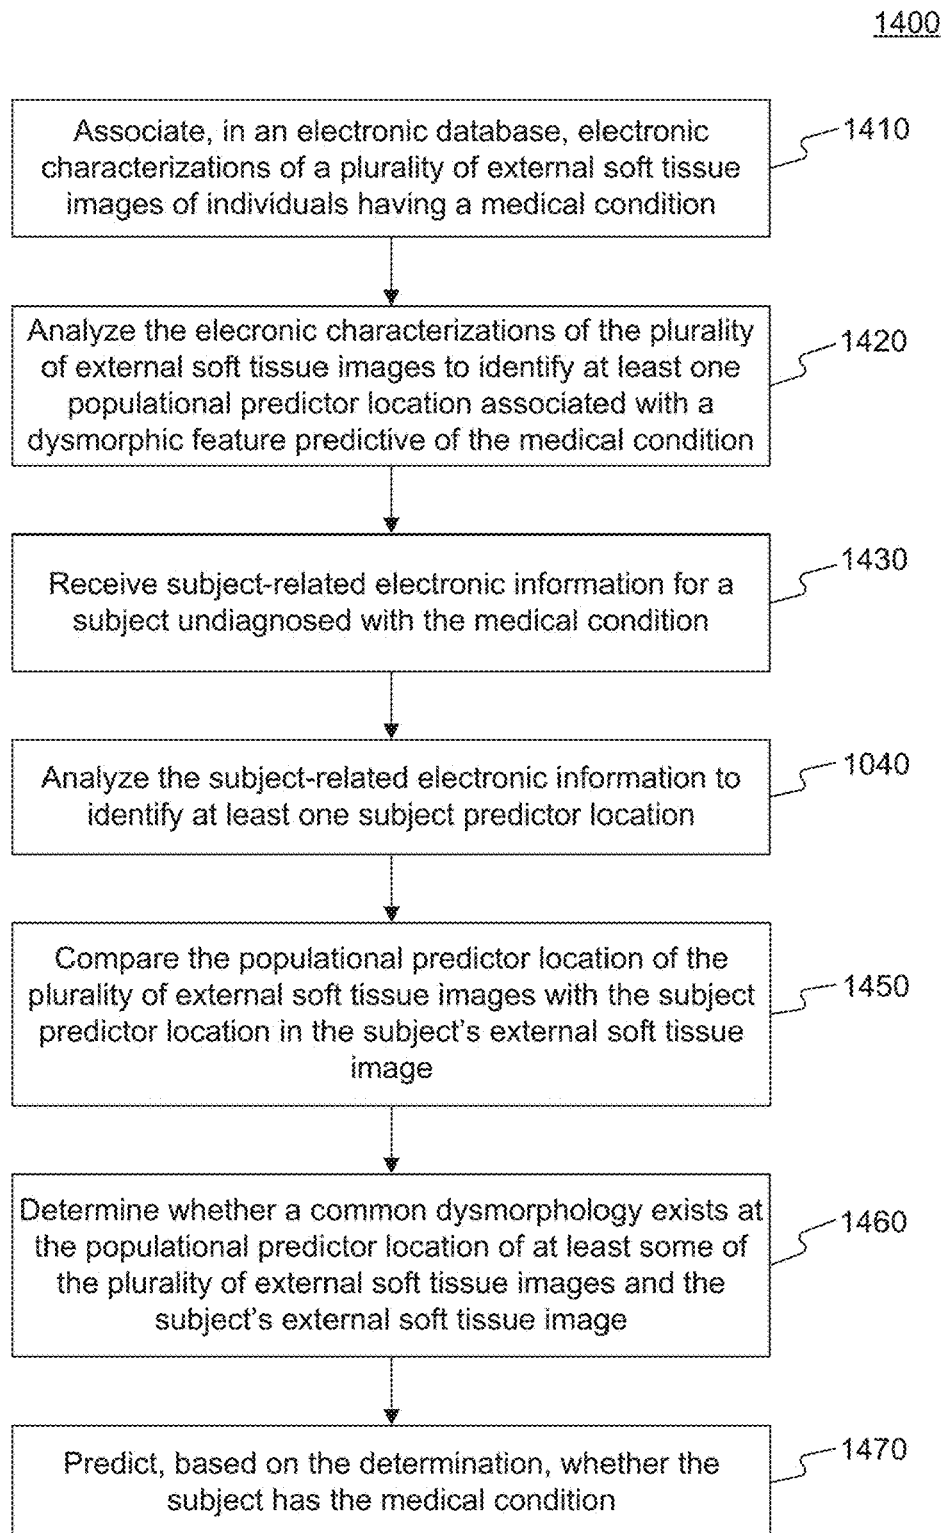 1400
Associate, in an electronic database, electronic
characterizations of a plurality of external soft tissue
images of individuals having a medical condition
1410
Analyze the elecronic characterizations of the plurality
of external soft tissue images to identify at least one
populational predictor location associated with a
dysmorphic feature predictive of the medical condition
1420
Receive subject-related electronic information for a
subject undiagnosed with the medical condition
1430
Analyze the subject-related electronic information to
identify at least one subject predictor location
1040
Compare the populational predictor location of the
plurality of external soft tissue images with the subject
predictor location in the subject's external soft tissue
image
1450
Determine whether a common dysmorphology exists at
the populational predictor location of at least some of
the plurality of external soft tissue images and the
subject's external soft tissue image
1460
Predict, based on the determination, whether the
subject has the medical condition
1470